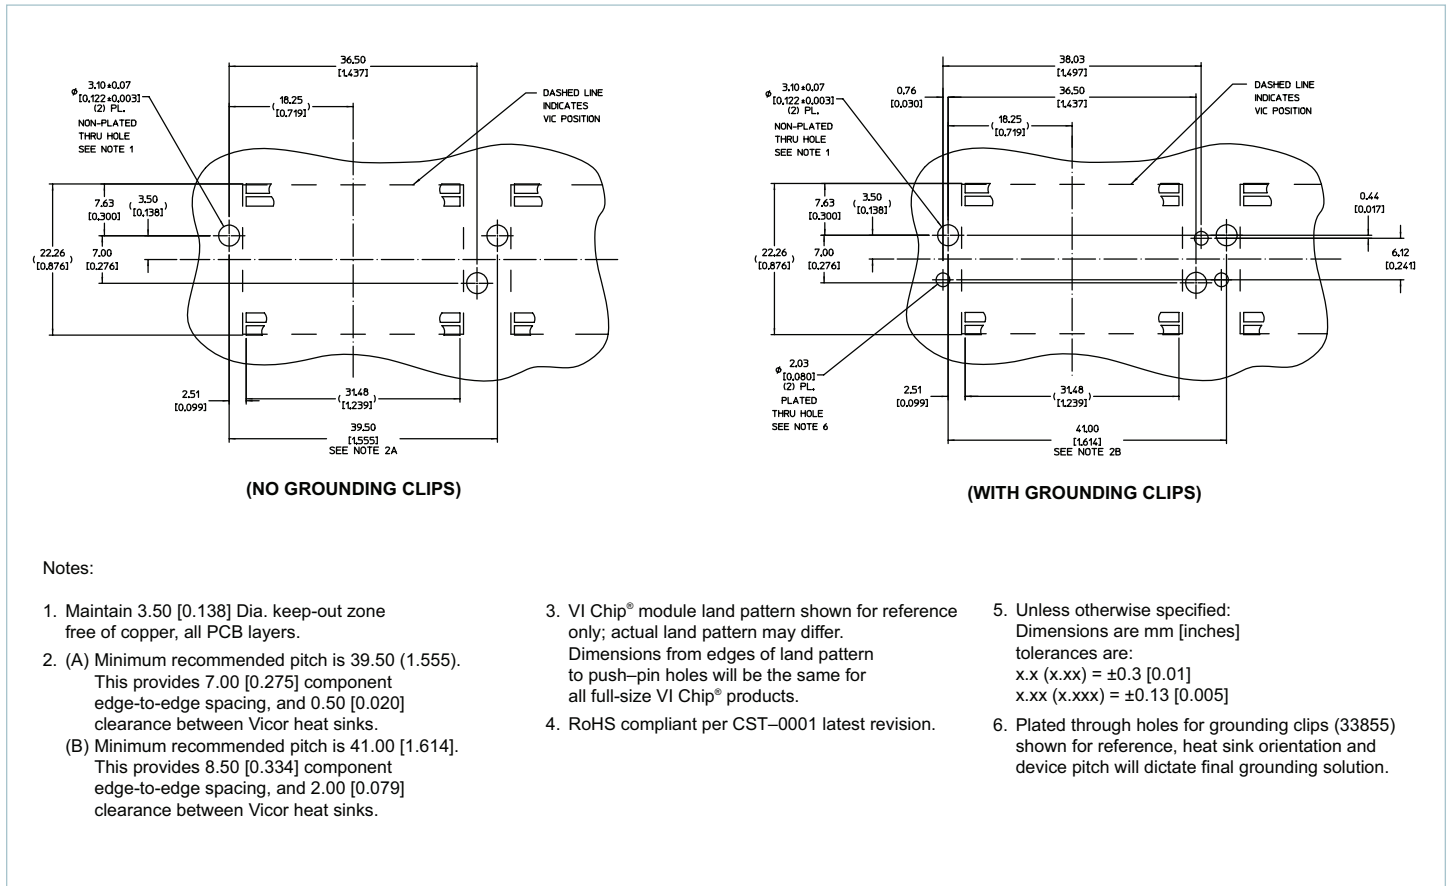 36.50
[1.437]
ø 3.10±0.07
[0.122±0.003]
(2) PL.
NON-PLATED
THRU HOLE
SEE NOTE 1
(18.25)
[0.719]
DASHED LINE
INDICATES
VIC POSITION
7.63
[0.300]
(3.50)
[0.138]
(22.26)
[0.876]
7.00
[0.276]
2.51
[0.099]
(31.48)
[1.239]
39.50
[1.555]
SEE NOTE 2A
(NO GROUNDING CLIPS)
38.03
[1.497]
ø 3.10±0.07
[0.122±0.003]
(2) PL.
NON-PLATED
THRU HOLE
SEE NOTE 1
0.76
[0.030]
36.50
[1.437]
(18.25)
[0.719]
DASHED LINE
INDICATES
VIC POSITION
7.63
[0.300]
(3.50)
[0.138]
0.44
[0.017]
(22.26)
[0.876]
7.00
[0.276]
6.12
[0.241]
ø 2.03
[0.080]
(2) PL.
PLATED
THRU HOLE
SEE NOTE 6
2.51
[0.099]
(31.48)
[1.239]
41.00
[1.614]
SEE NOTE 2B
(WITH GROUNDING CLIPS)
Notes:
1. Maintain 3.50 [0.138] Dia. keep-out zone
free of copper, all PCB layers.
2. (A) Minimum recommended pitch is 39.50 (1.555).
This provides 7.00 [0.275] component
edge-to-edge spacing, and 0.50 [0.020]
clearance between Vicor heat sinks.
(B) Minimum recommended pitch is 41.00 [1.614].
This provides 8.50 [0.334] component
edge-to-edge spacing, and 2.00 [0.079]
clearance between Vicor heat sinks.
3. VI Chip® module land pattern shown for reference
only; actual land pattern may differ.
Dimensions from edges of land pattern
to push–pin holes will be the same for
all full-size VI Chip® products.
4. RoHS compliant per CST–0001 latest revision.
5. Unless otherwise specified:
Dimensions are mm [inches]
tolerances are:
x.x (x.xx) = ±0.3 [0.01]
x.xx (x.xxx) = ±0.13 [0.005]
6. Plated through holes for grounding clips (33855)
shown for reference, heat sink orientation and
device pitch will dictate final grounding solution.